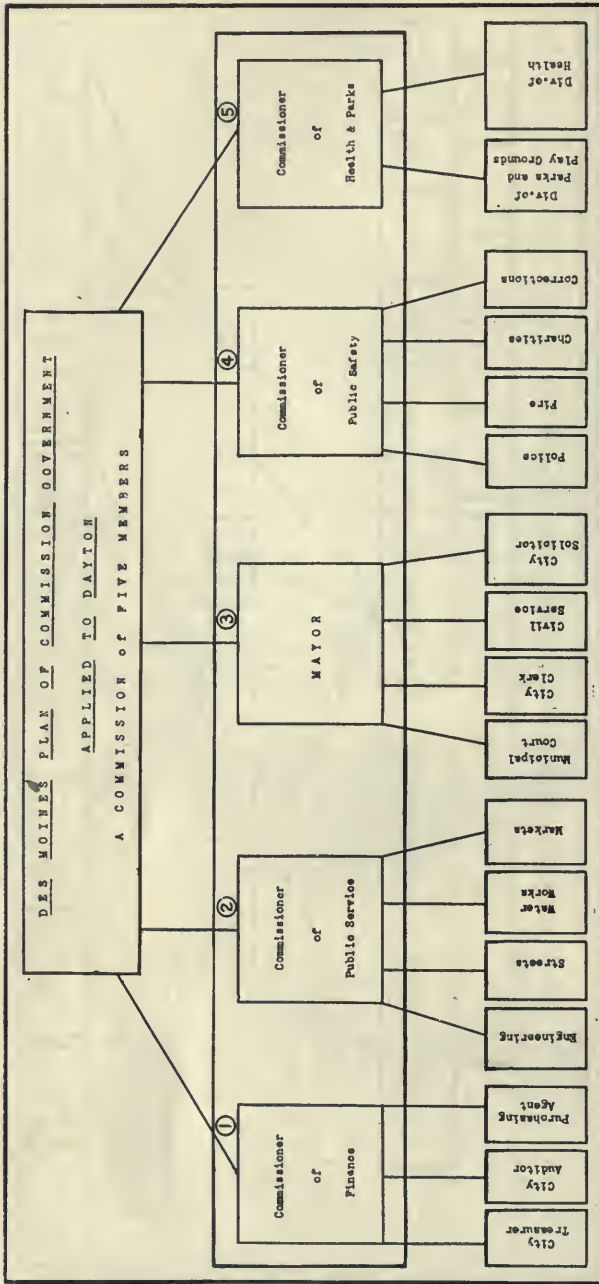 DES MOINES PLAN OF COMMISSION GOVERNMENT
APPLIED TO DAYTON
A COMMISSION of FIVE MEMBERS
①
Commissioner
of
Finance
②
Commissioner
of
Public Service
③
MAYOR
④
Commissioner
of
Public Safety
⑤
Commissioner
of
Health & Parks
City
Treasurer
City
Auditor
Purchasing
Agent
Engineering
Streets
Water
Works
Markets
Municipal
Court
City
Clerk
Civil
Service
City
Solicitor
Police
Fire
Charities
Corrections
Div. of
Parks and
Play Grounds
Div. of
Health